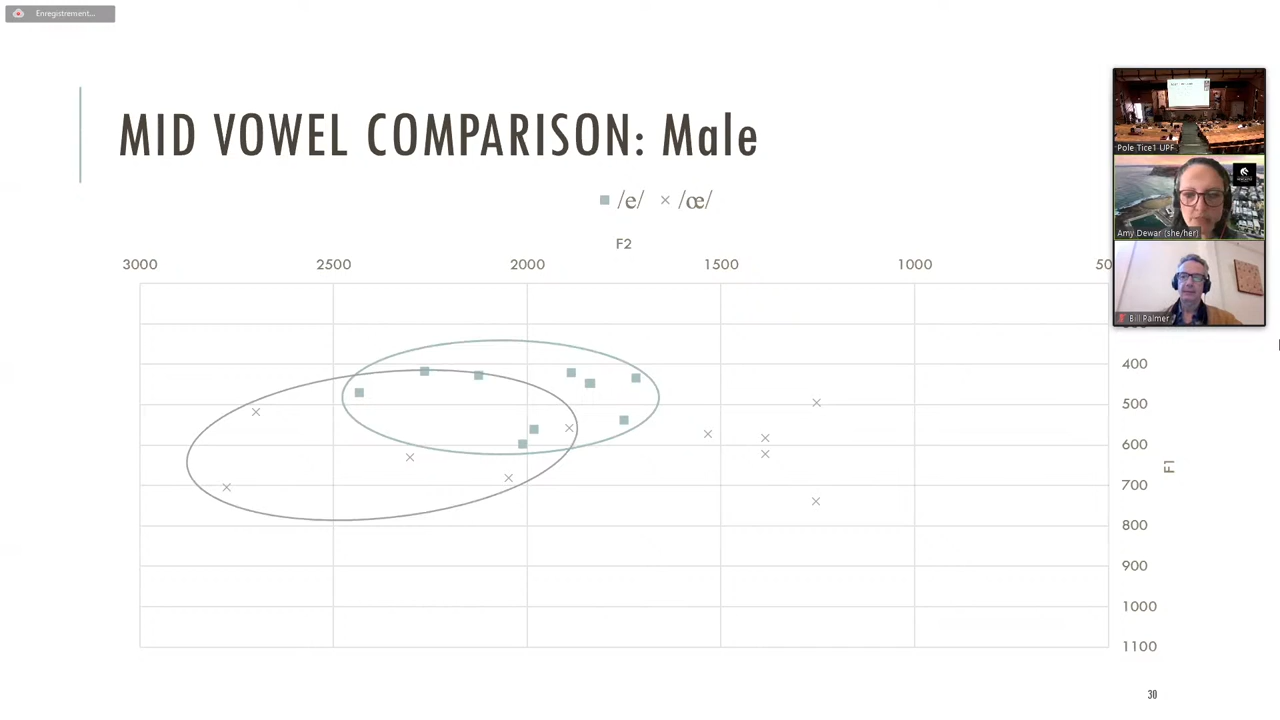 Enregistrement...
MID VOWEL COMPARISON: Male
/e/ /œ/
F2
3000 2500 2000 1500 1000 50
400
500
600
F1
700
800
900
1000
1100
Pole Tice1 UPF
Amy Dewar (she/her)
Bill Palmer
30